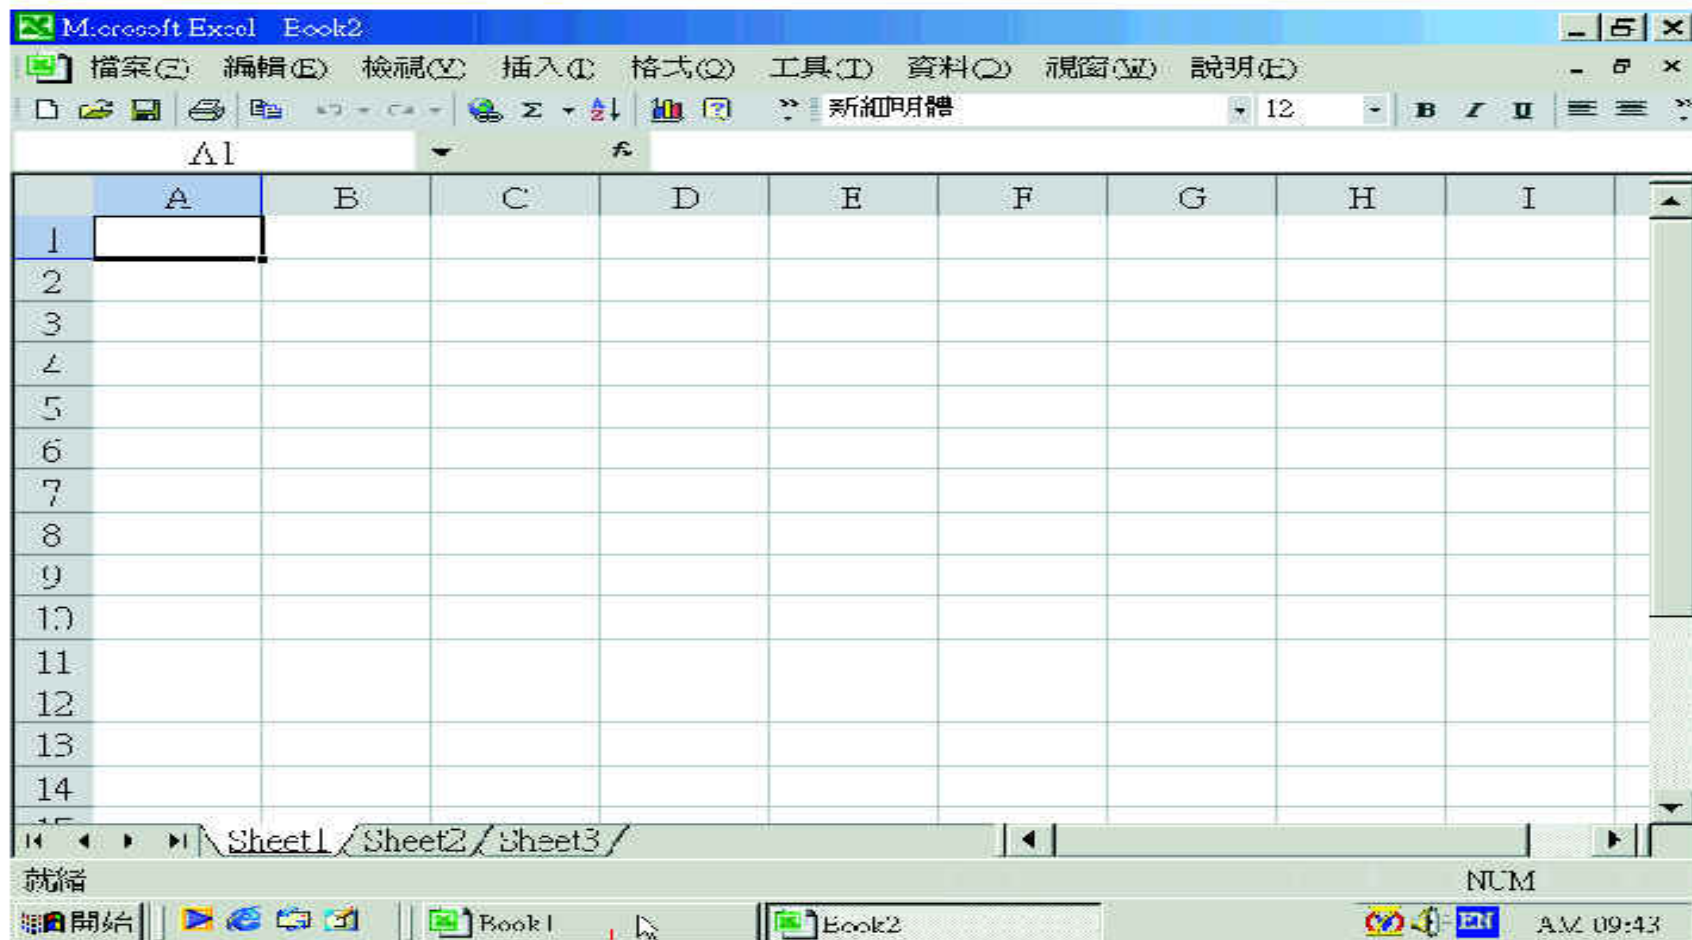 Microsoft Excel Book2
檔案(F) 編輯(E) 檢視(V) 插入(I) 格式(O) 工具(T) 資料(D) 視窗(W) 說明(H)
新細明體 12 B I U
A1 fx
A B C D E F G H I
1
2
3
4
5
6
7
8
9
10
11
12
13
14
15
Sheet1 Sheet2 Sheet3
就緒 NUM
開始 Book1 Book2 EN AM 09:43